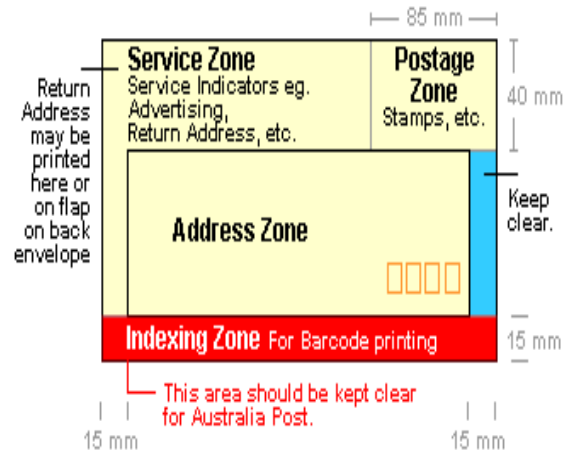 85 mm
Service Zone
Service Indicators eg.
Advertising,
Return Address, etc.
Postage
Zone
Stamps, etc.
40 mm
Return
Address
may be
printed
here or
on flap
on back
envelope
Keep
clear.
Address Zone
Indexing Zone For Barcode printing
15 mm
This area should be kept clear
for Australia Post.
15 mm
15 mm